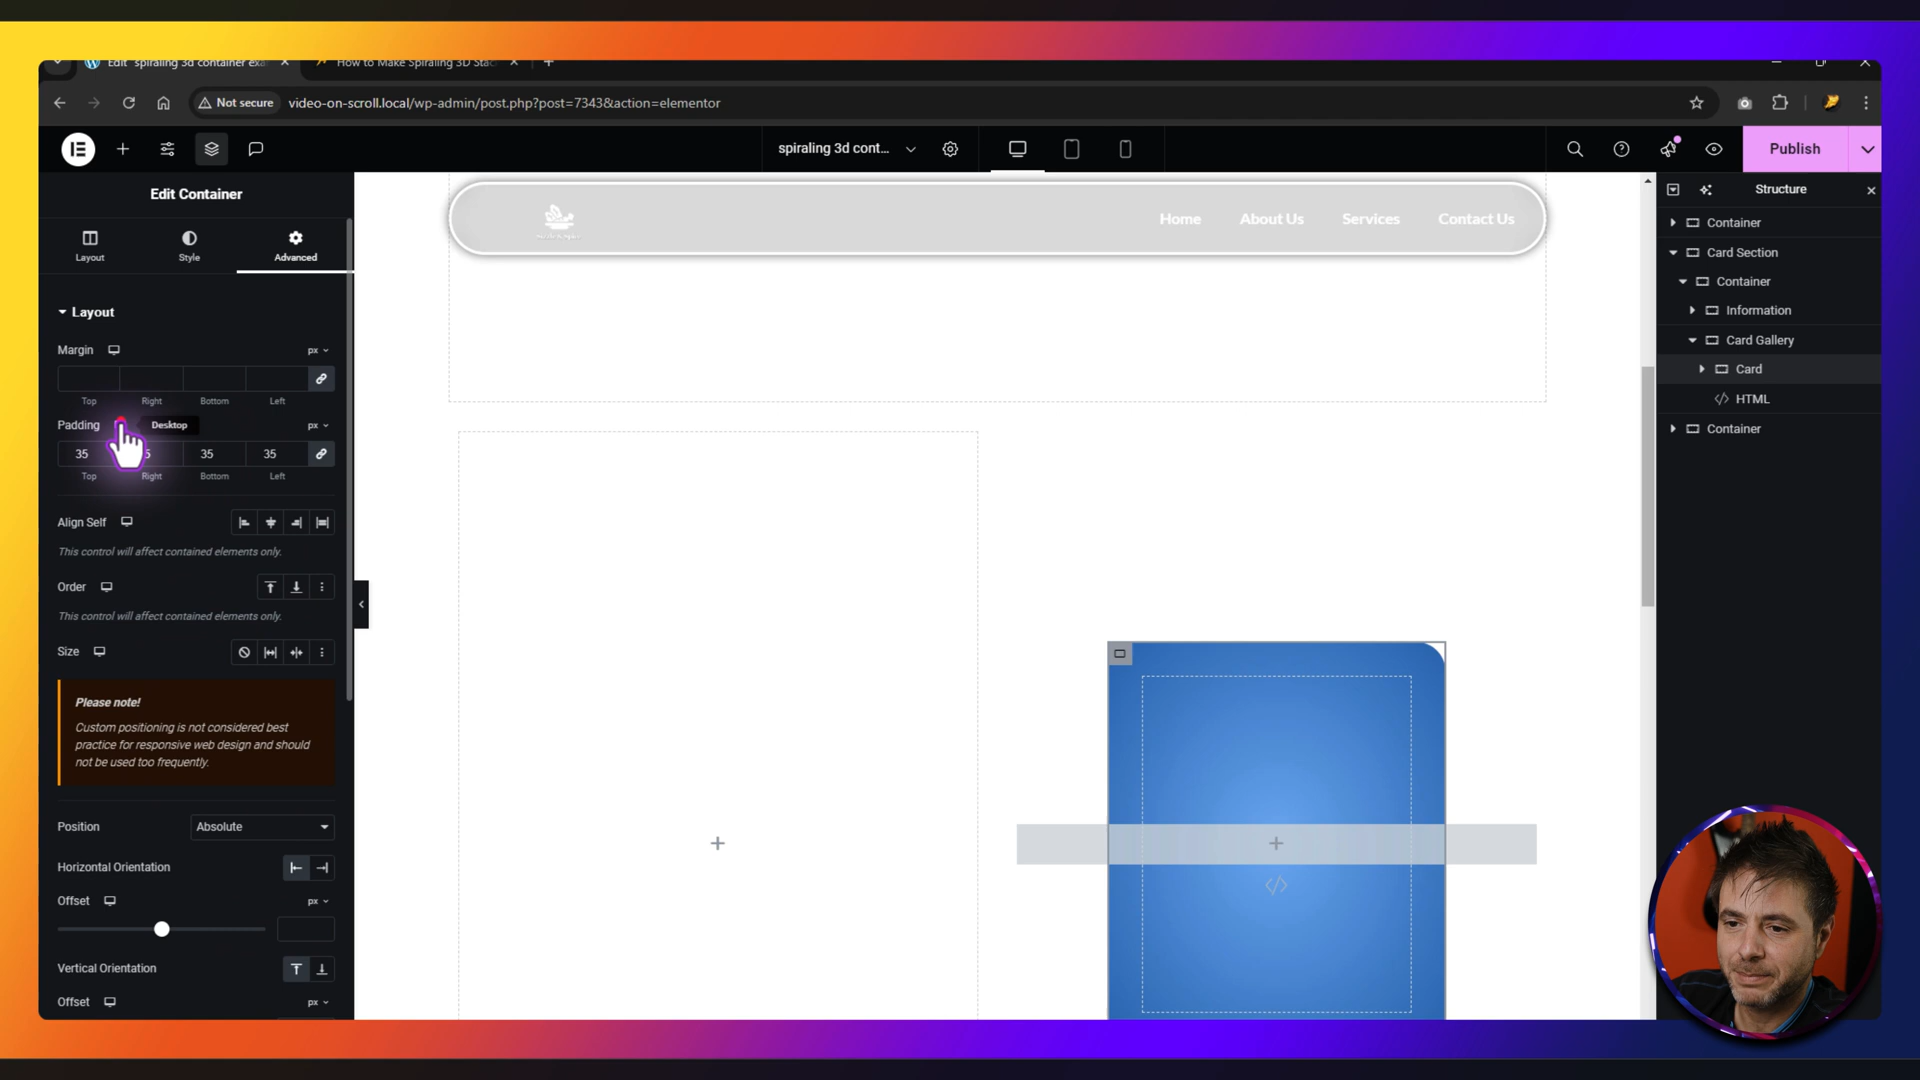 Edit "spiraling 3d container exa
How to Make Spiraling 3D Stac
Not secure
video-on-scroll.local/wp-admin/post.php?post=7343&action=elementor
spiraling 3d cont...
Publish
Edit Container
Layout
Style
Advanced
Layout
Margin
px
Top
Right
Bottom
Left
Padding
Desktop
px
35
5
35
35
Top
Right
Bottom
Left
Align Self
This control will affect contained elements only.
Order
This control will affect contained elements only.
Size
Please note!
Custom positioning is not considered best
practice for responsive web design and should
not be used too frequently.
Position
Absolute
Horizontal Orientation
Offset
px
Vertical Orientation
Offset
px
Home
About Us
Services
Contact Us
Structure
Container
Card Section
Container
Information
Card Gallery
Card
HTML
Container